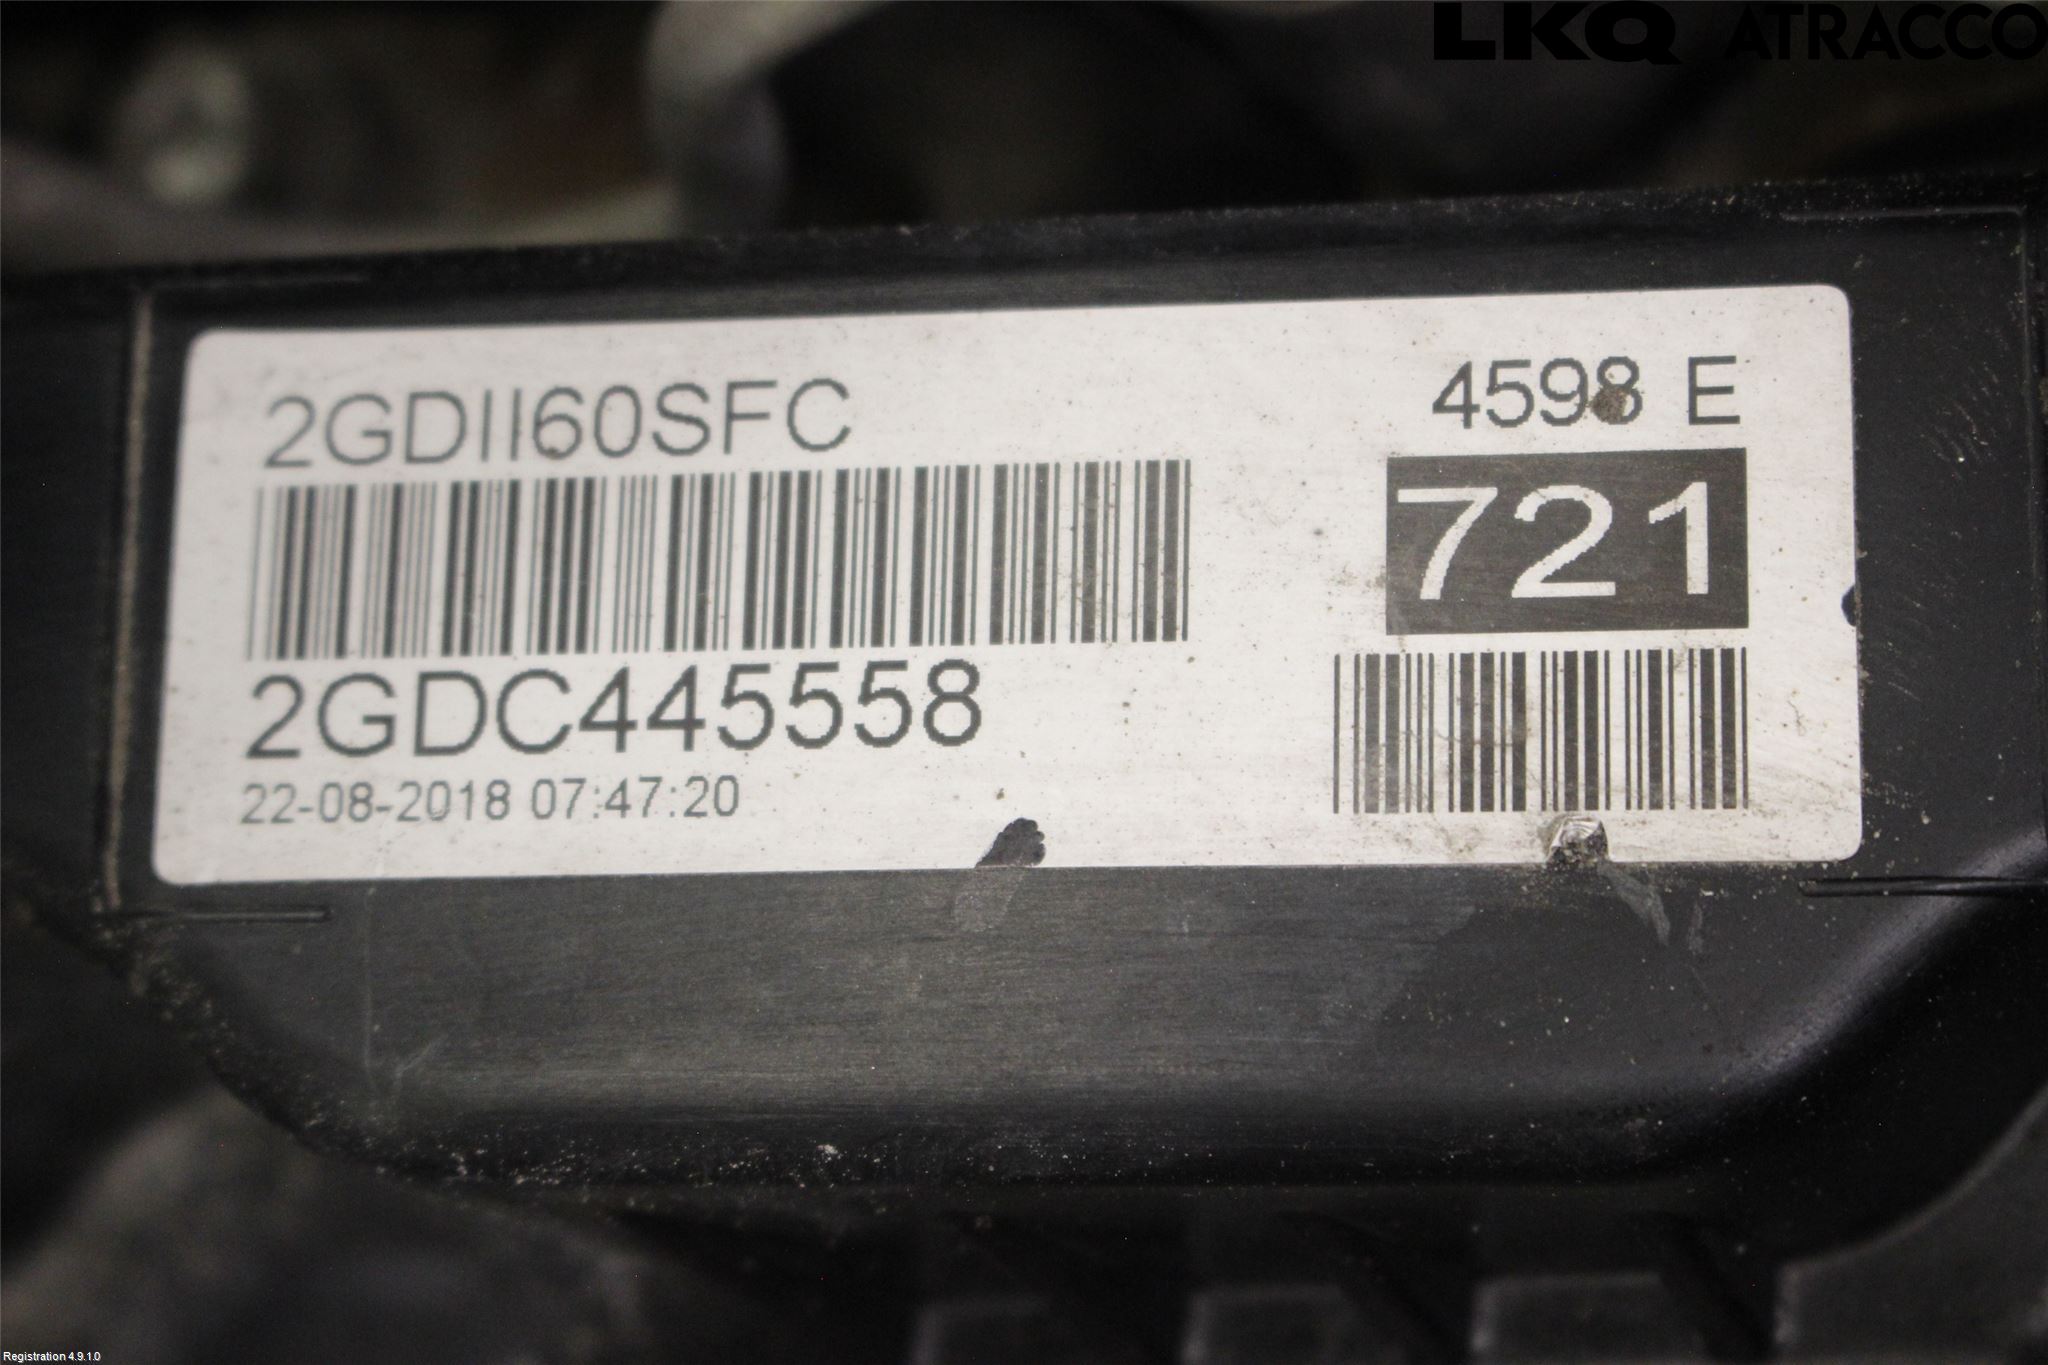 LKQ ATRACCO
2GDII60SFC
4598 E
721
2GDC445558
22-08-2018 07:47:20
Registration 4.9.1.0